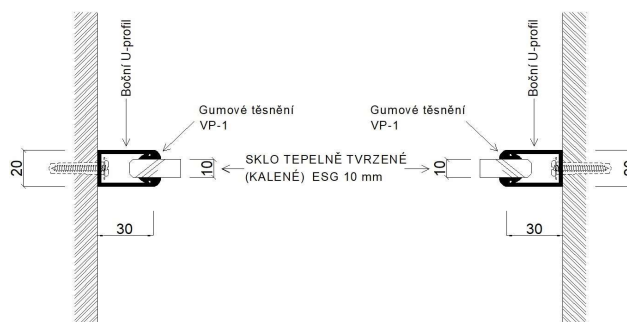 Boční U-profil
Boční U-profil
Gumové těsnění
VP-1
Gumové těsnění
VP-1
SKLO TEPELNĚ TVRZENÉ
(KALENÉ) ESG 10 mm
20
10
10
30
30